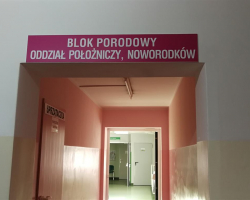 BLOK PORODOWY
ODDZIAŁ POŁOŻNICZY, NOWORODKÓW